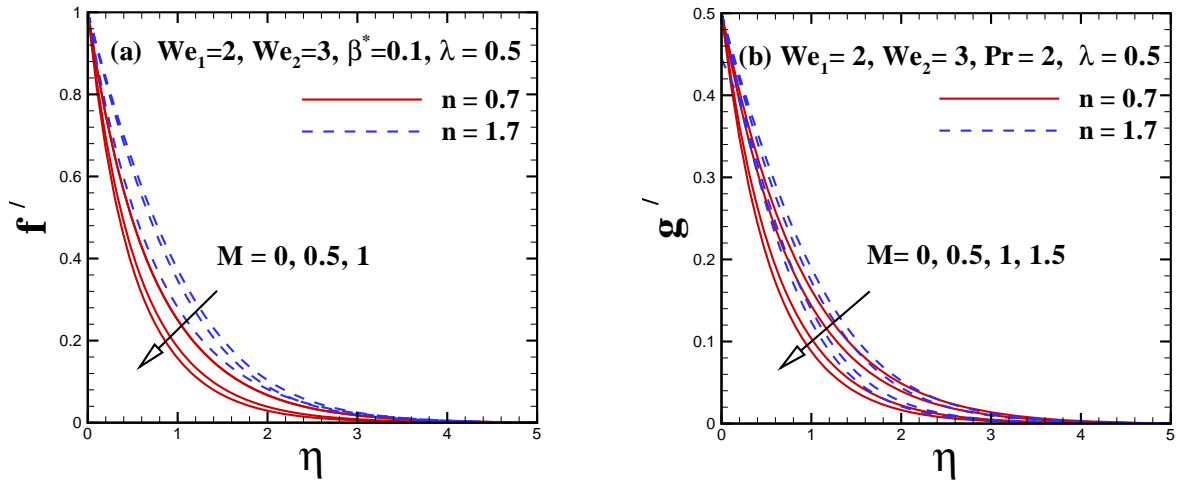 (a) We₁=2, We₂=3, β*=0.1, λ = 0.5
n = 0.7
n = 1.7
M = 0, 0.5, 1
f /
1
0.8
0.6
0.4
0.2
0
0 1 2 3 4 5
η
(b) We₁= 2, We₂= 3, Pr = 2, λ = 0.5
n = 0.7
n = 1.7
M= 0, 0.5, 1, 1.5
g /
0.5
0.4
0.3
0.2
0.1
0
0 1 2 3 4 5
η